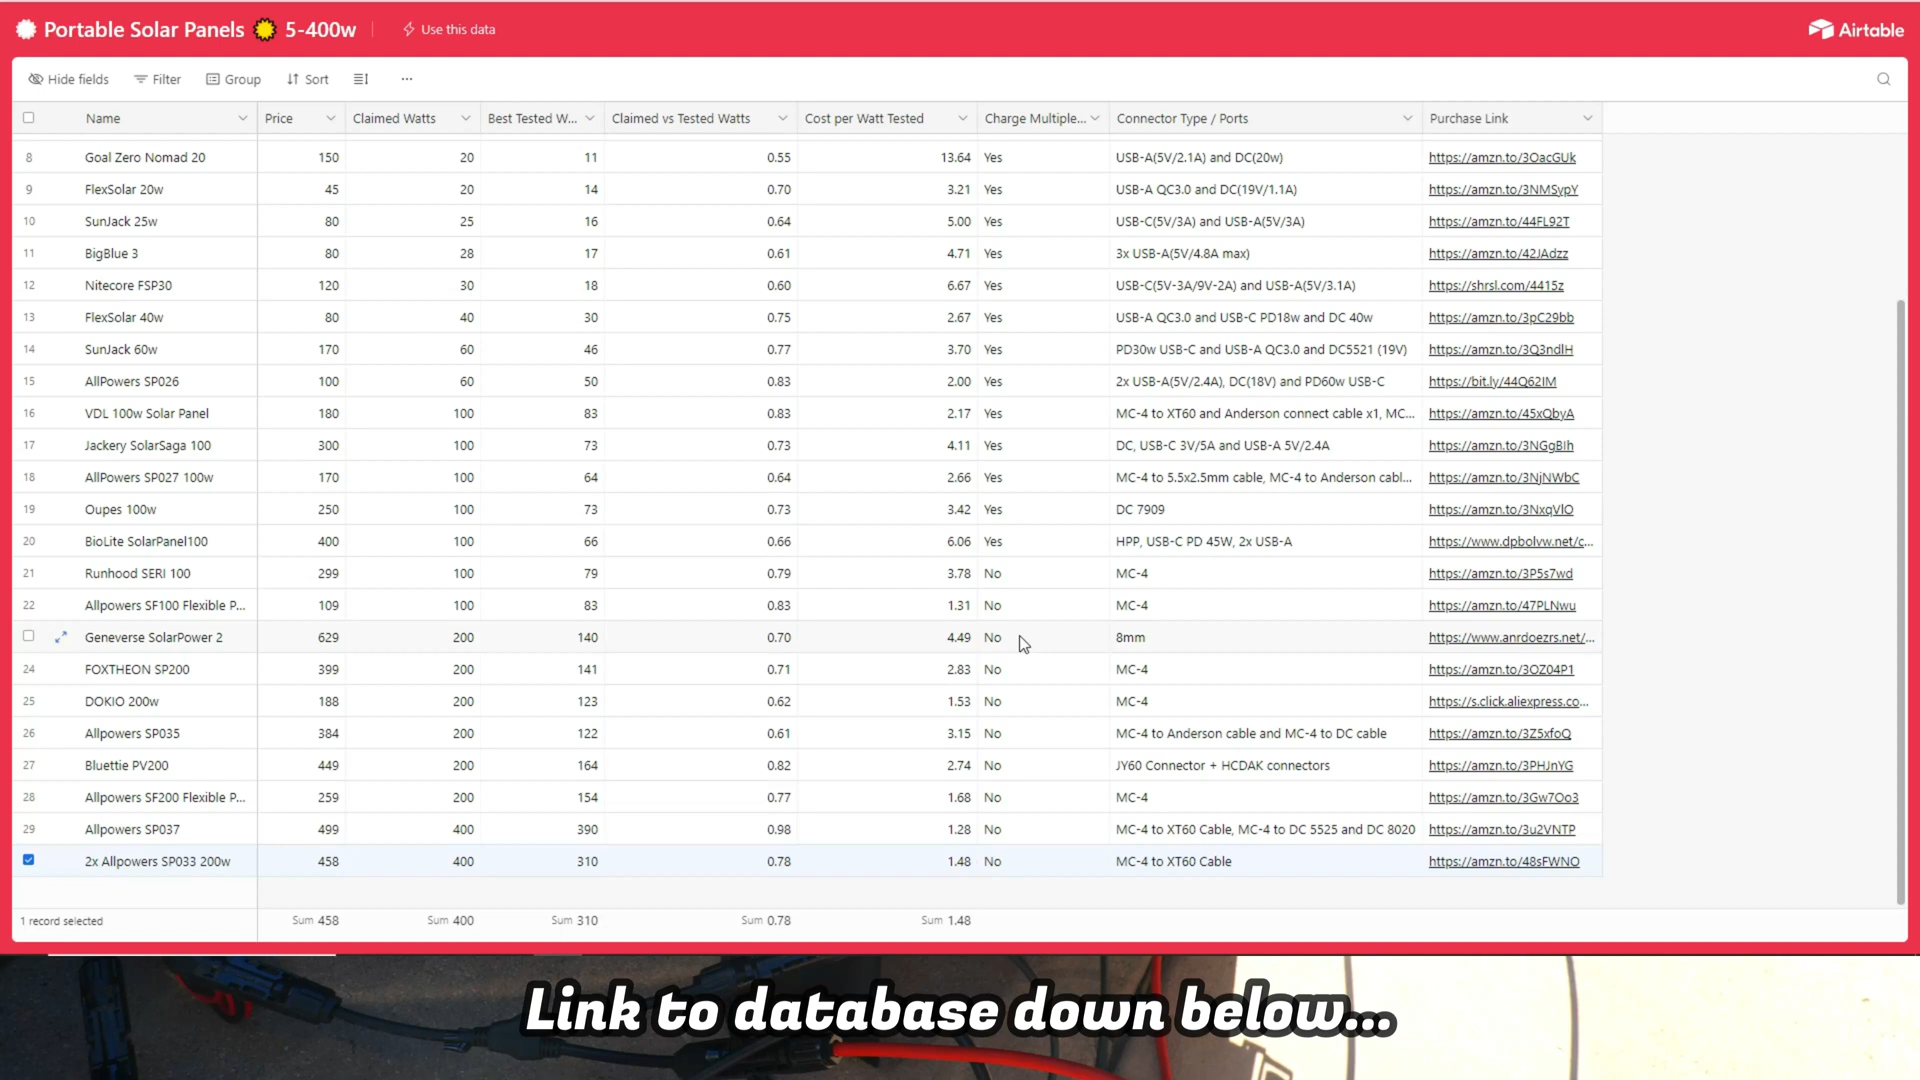 Portable Solar Panels 5-400w Use this data Airtable
Hide fields Filter Group Sort ...
Name Price Claimed Watts Best Tested W... Claimed vs Tested Watts Cost per Watt Tested Charge Multiple... Connector Type / Ports Purchase Link
8 Goal Zero Nomad 20 150 20 11 0.55 13.64 Yes USB-A(5V/2.1A) and DC(20w) https://amzn.to/3OacGUk
9 FlexSolar 20w 45 20 14 0.70 3.21 Yes USB-A QC3.0 and DC(19V/1.1A) https://amzn.to/3NMSypY
10 SunJack 25w 80 25 16 0.64 5.00 Yes USB-C(5V/3A) and USB-A(5V/3A) https://amzn.to/44FL92T
11 BigBlue 3 80 28 17 0.61 4.71 Yes 3x USB-A(5V/4.8A max) https://amzn.to/42JAdzz
12 Nitecore FSP30 120 30 18 0.60 6.67 Yes USB-C(5V-3A/9V-2A) and USB-A(5V/3.1A) https://shrsl.com/4415z
13 FlexSolar 40w 80 40 30 0.75 2.67 Yes USB-A QC3.0 and USB-C PD18w and DC 40w https://amzn.to/3pC29bb
14 SunJack 60w 170 60 46 0.77 3.70 Yes PD30w USB-C and USB-A QC3.0 and DC5521 (19V) https://amzn.to/3Q3ndlH
15 AllPowers SP026 100 60 50 0.83 2.00 Yes 2x USB-A(5V/2.4A), DC(18V) and PD60w USB-C https://bit.ly/44Q62IM
16 VDL 100w Solar Panel 180 100 83 0.83 2.17 Yes MC-4 to XT60 and Anderson connect cable x1, MC... https://amzn.to/45xQbyA
17 Jackery SolarSaga 100 300 100 73 0.73 4.11 Yes DC, USB-C 3V/5A and USB-A 5V/2.4A https://amzn.to/3NGgBIh
18 AllPowers SP027 100w 170 100 64 0.64 2.66 Yes MC-4 to 5.5x2.5mm cable, MC-4 to Anderson cabl... https://amzn.to/3NjNWbC
19 Oupes 100w 250 100 73 0.73 3.42 Yes DC 7909 https://amzn.to/3NxqVlO
20 BioLite SolarPanel100 400 100 66 0.66 6.06 Yes HPP, USB-C PD 45W, 2x USB-A https://www.dpbolvw.net/c...
21 Runhood SERI 100 299 100 79 0.79 3.78 No MC-4 https://amzn.to/3P5s7wd
22 Allpowers SF100 Flexible P... 109 100 83 0.83 1.31 No MC-4 https://amzn.to/47PLNwu
Geneverse SolarPower 2 629 200 140 0.70 4.49 No 8mm https://www.anrdoezrs.net/...
24 FOXTHEON SP200 399 200 141 0.71 2.83 No MC-4 https://amzn.to/3OZ04P1
25 DOKIO 200w 188 200 123 0.62 1.53 No MC-4 https://s.click.aliexpress.co...
26 Allpowers SP035 384 200 122 0.61 3.15 No MC-4 to Anderson cable and MC-4 to DC cable https://amzn.to/3Z5xfoQ
27 Bluettie PV200 449 200 164 0.82 2.74 No JY60 Connector + HCDAK connectors https://amzn.to/3PHJnYG
28 Allpowers SF200 Flexible P... 259 200 154 0.77 1.68 No MC-4 https://amzn.to/3Gw7Oo3
29 Allpowers SP037 499 400 390 0.98 1.28 No MC-4 to XT60 Cable, MC-4 to DC 5525 and DC 8020 https://amzn.to/3u2VNTP
2x Allpowers SP033 200w 458 400 310 0.78 1.48 No MC-4 to XT60 Cable https://amzn.to/48sFWNO
1 record selected Sum 458 Sum 400 Sum 310 Sum 0.78 Sum 1.48
Link to database down below...